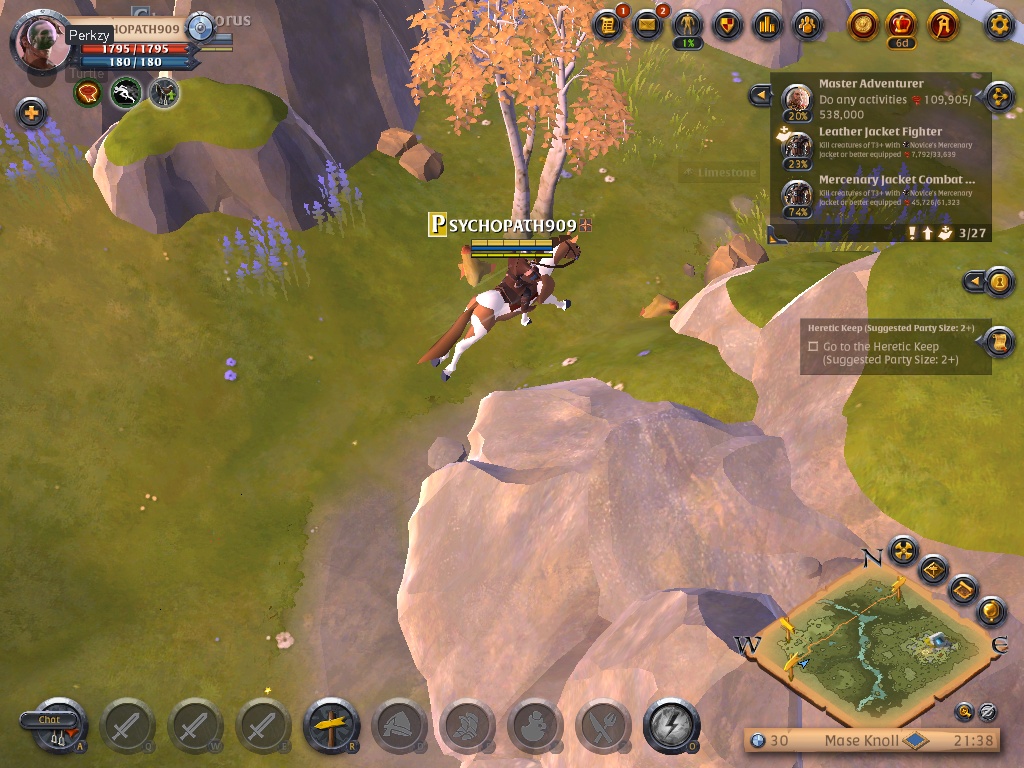 Perkzy
HOPATH909
orus
1795/1795
180/180
Turtle
1
2
1%
6d
Master Adventurer
Do any activities 109,905/
538,000
20%
Leather Jacket Fighter
Kill creatures of T3+ with Novice's Mercenary
Jacket or better equipped 7,792/33,639
23%
Mercenary Jacket Combat ...
Kill creatures of T3+ with Novice's Mercenary
Jacket or better equipped 45,726/61,323
74%
3/27
Limestone
PSYCHOPATH909
Heretic Keep (Suggested Party Size: 2+)
Go to the Heretic Keep
(Suggested Party Size: 2+)
N
W
E
Chat
A
Q
W
E
R
O
30 Mase Knoll 21:38